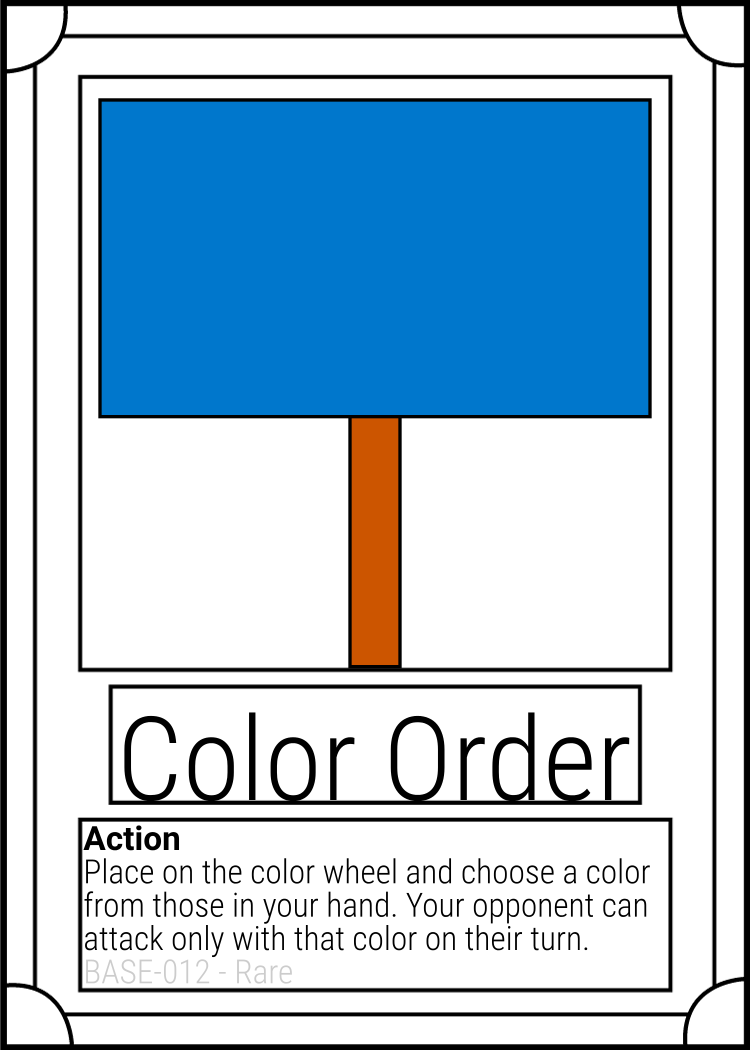 Color Order
Action
Place on the color wheel and choose a color
from those in your hand. Your opponent can
attack only with that color on their turn.
BASE-012 - Rare